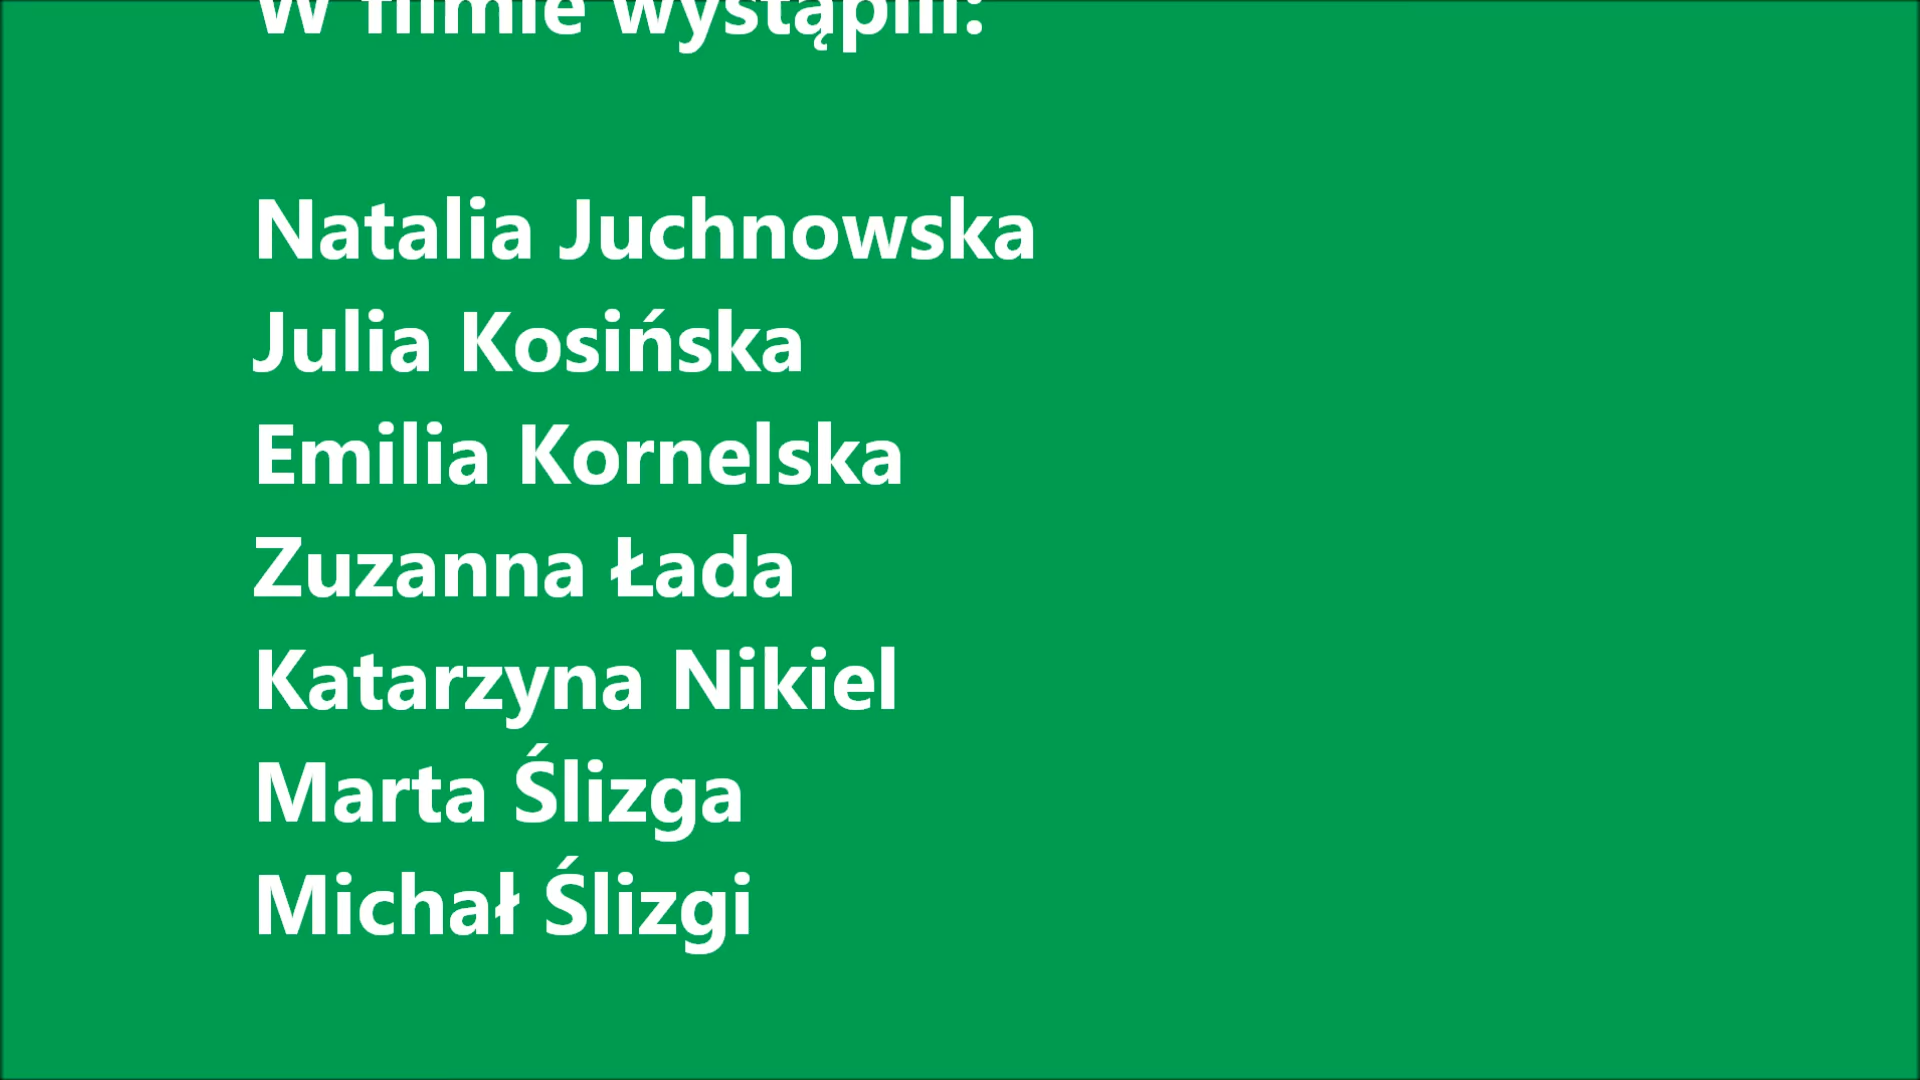 W filmie wystąpili:
Natalia Juchnowska
Julia Kosińska
Emilia Kornelska
Zuzanna Łada
Katarzyna Nikiel
Marta Ślizga
Michał Ślizgi